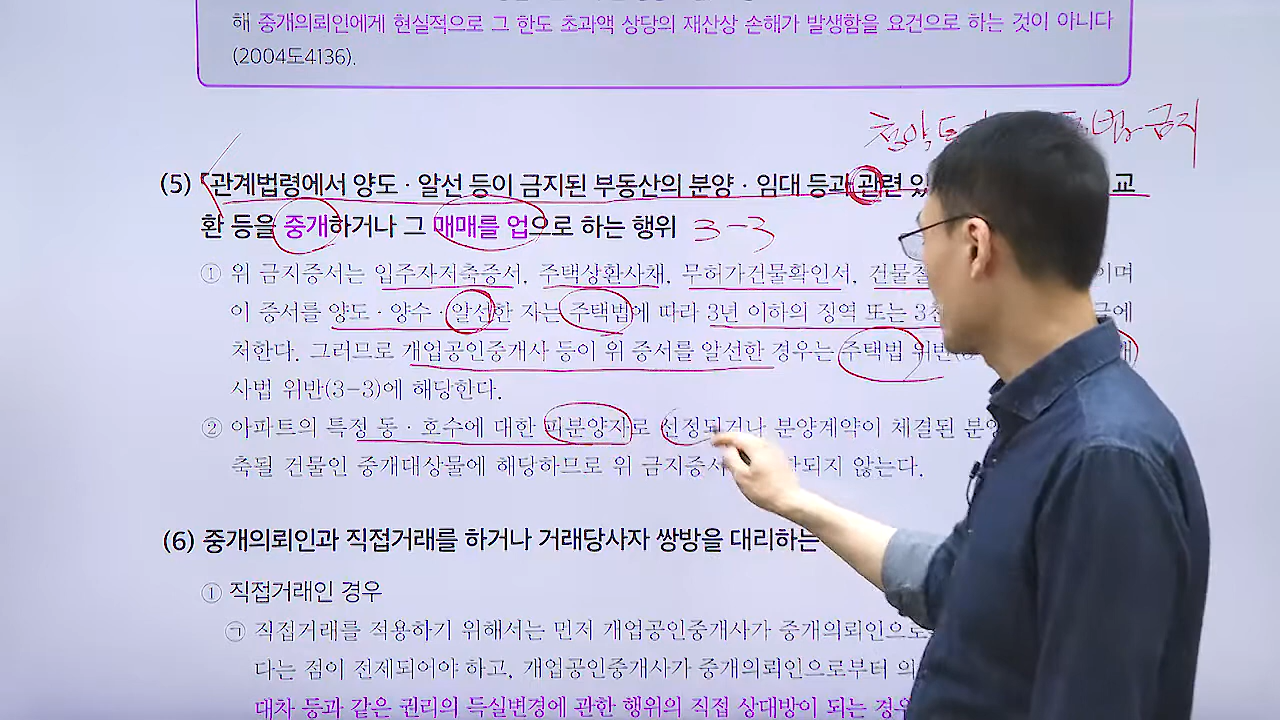 해 중개의뢰인에게 현실적으로 그 한도 초과액 상당의 재산상 손해가 발생함을 요건으로 하는 것이 아니다
(2004도4136).
청약 금지
(5) 「관계법령에서 양도·알선 등이 금지된 부동산의 분양·임대 등과 관련 교
환 등을 중개하거나 그 매매를 업으로 하는 행위 3-3
① 위 금지증서는 입주자저축증서, 주택상환사채, 무허가건물확인서, 이며
이 증서를 양도·양수·알선한 자는 주택법에 따라 3년 이하의 징역 또는
처한다. 그러므로 개업공인중개사 등이 위 증서를 알선한 경우는 주택법 위반
사법 위반(3-3)에 해당한다.
② 아파트의 특정 동·호수에 대한 피분양자로 선정되거나 분양계약이 체결된
축될 건물인 중개대상물에 해당하므로 위 되지 않는다.
(6) 중개의뢰인과 직접거래를 하거나 거래당사자 쌍방을 대리하는
① 직접거래인 경우
㉠ 직접거래를 적용하기 위해서는 먼저 개업공인중개사가 중개의뢰인으로
다는 점이 전제되어야 하고, 개업공인중개사가 중개의뢰인으로부터
대차 등과 같은 권리의 득실변경에 관한 행위의 직접 상대방이 되는 경우